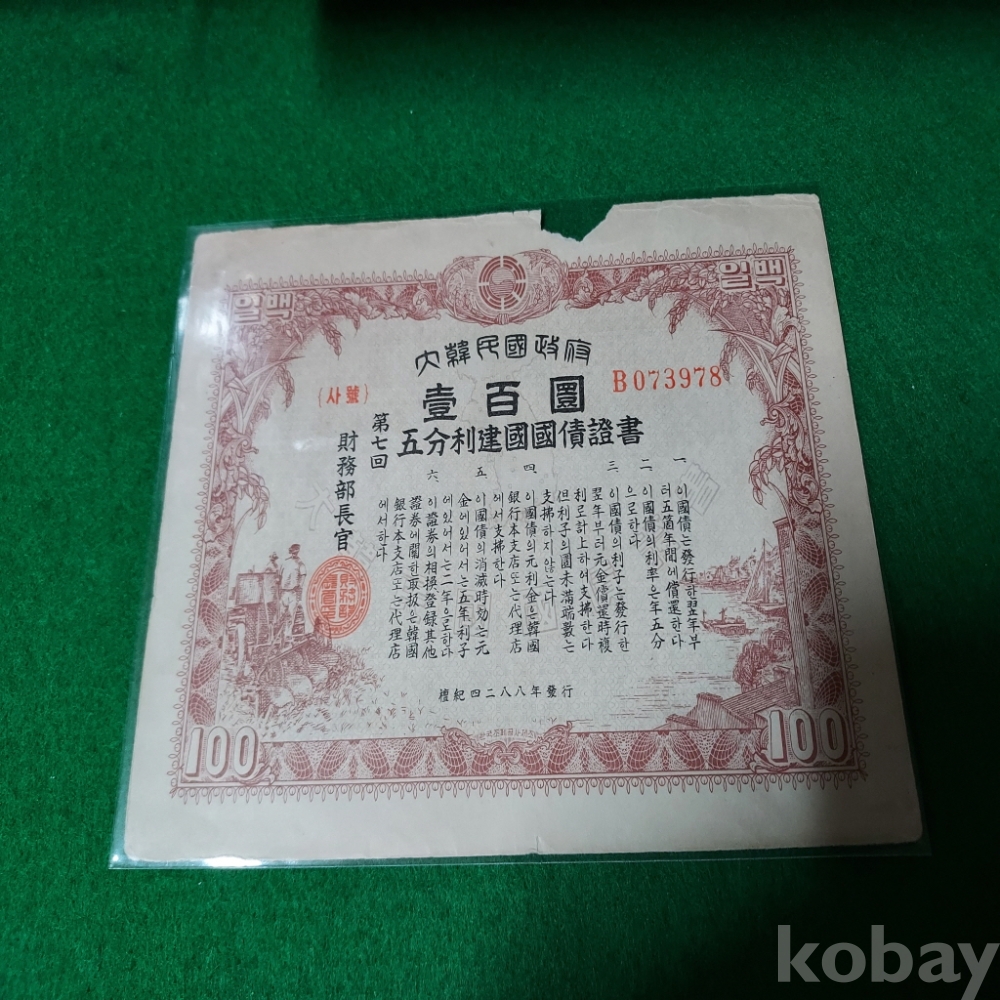 일백
일백
大韓民國政府
(사號)
壹百圜
B073978
第七回
五分利建國國債證書
財務部長官
一、이國債는發行한翌年부
터五箇年間에償還한다
二、이國債의利率은年五分
으로한다
三、이國債의利子는發行한
翌年부터元金償還時複
利로計上하여支拂한다
但利子의圜未滿端數는
支拂하지않는다
四、이國債의元利金은韓國
銀行本支店또는代理店
에서支拂한다
五、이國債의消滅時効는元
金에있어서는五年利子
에있어서는二年으로한다
六、이證券의相換登録其他
證券에關한取扱은韓國
銀行本支店또는代理店
에서한다
檀紀四二八八年發行
100
100
kobay